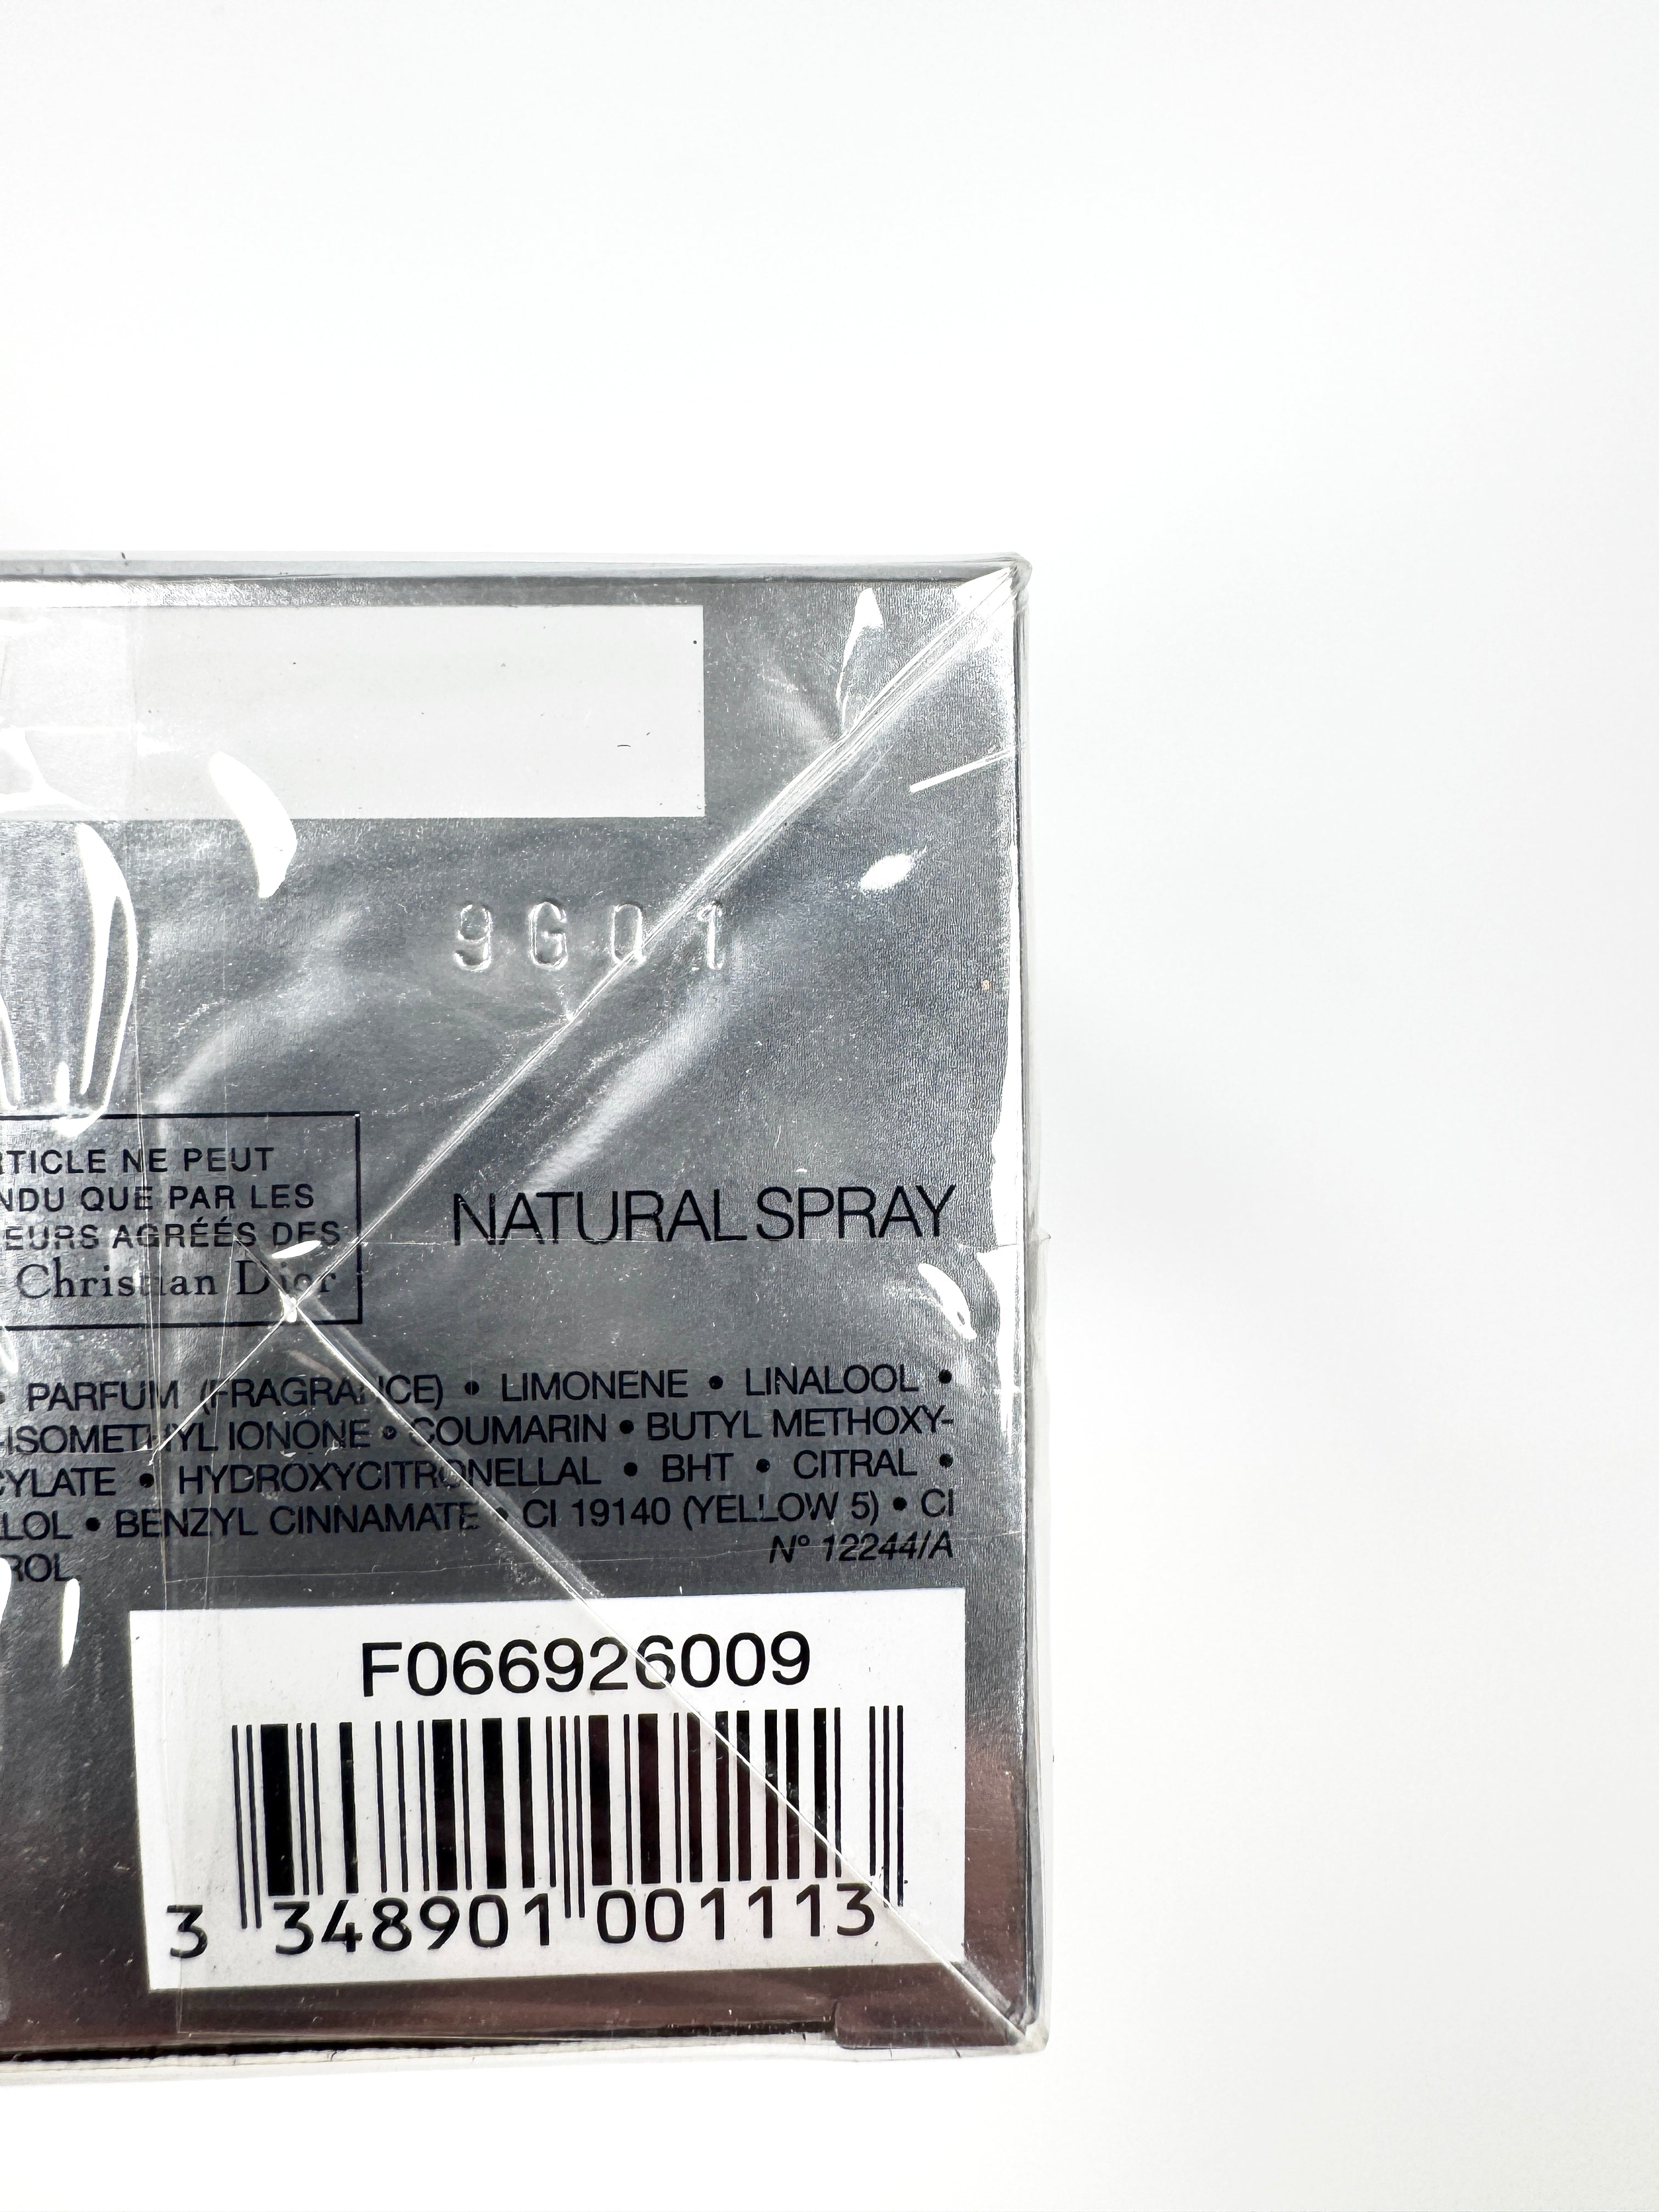 9G01
RTICLE NE PEUT
NDU QUE PAR LES
EURS AGRÉÉS DES
Christian Dior
NATURAL SPRAY
• PARFUM (FRAGRANCE) • LIMONENE • LINALOOL •
-ISOMETHYL IONONE • COUMARIN • BUTYL METHOXY-
CYLATE • HYDROXYCITRONELLAL • BHT • CITRAL •
LLOL • BENZYL CINNAMATE • CI 19140 (YELLOW 5) • CI
ROL
N° 12244/A
F066926009
3 348901 001113